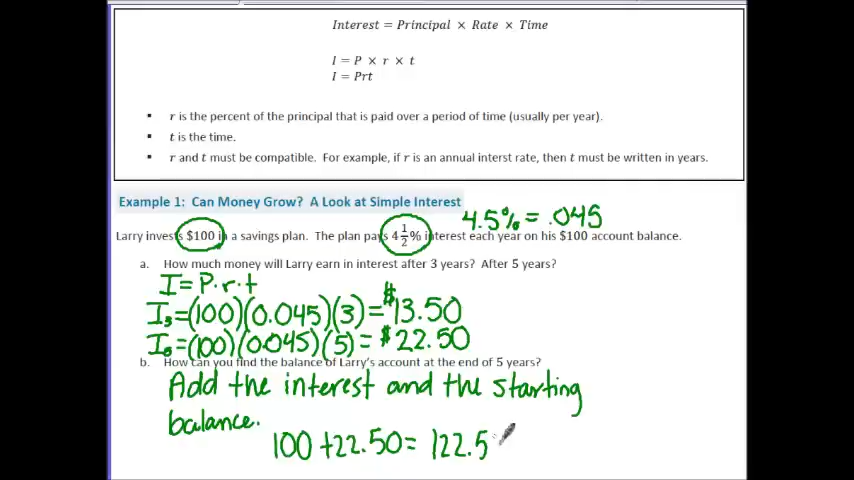 Interest = Principal × Rate × Time
I = P × r × t
I = Prt
▪ r is the percent of the principal that is paid over a period of time (usually per year).
▪ t is the time.
▪ r and t must be compatible. For example, if r is an annual interst rate, then t must be written in years.
Example 1: Can Money Grow? A Look at Simple Interest
4.5% = .045
Larry invests $100 in a savings plan. The plan pays 4 1/2 % interest each year on his $100 account balance.
a. How much money will Larry earn in interest after 3 years? After 5 years?
I = P·r·t
I₃=(100)(0.045)(3)= $13.50
=(100)(0.045)(5)= $22.50
b. How can you find the balance of Larry's account at the end of 5 years?
Add the interest and the starting
balance.
100 + 22.50 = 122.5